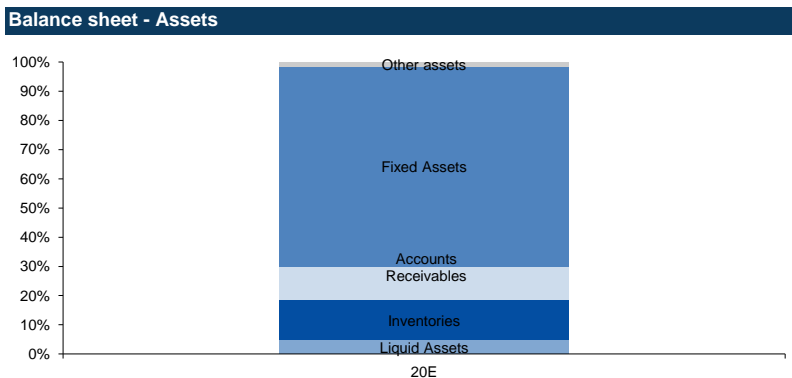 Balance sheet - Assets
100%
90%
80%
70%
60%
50%
40%
30%
20%
10%
0%
Other assets
Fixed Assets
Accounts
Receivables
Inventories
Liquid Assets
20E